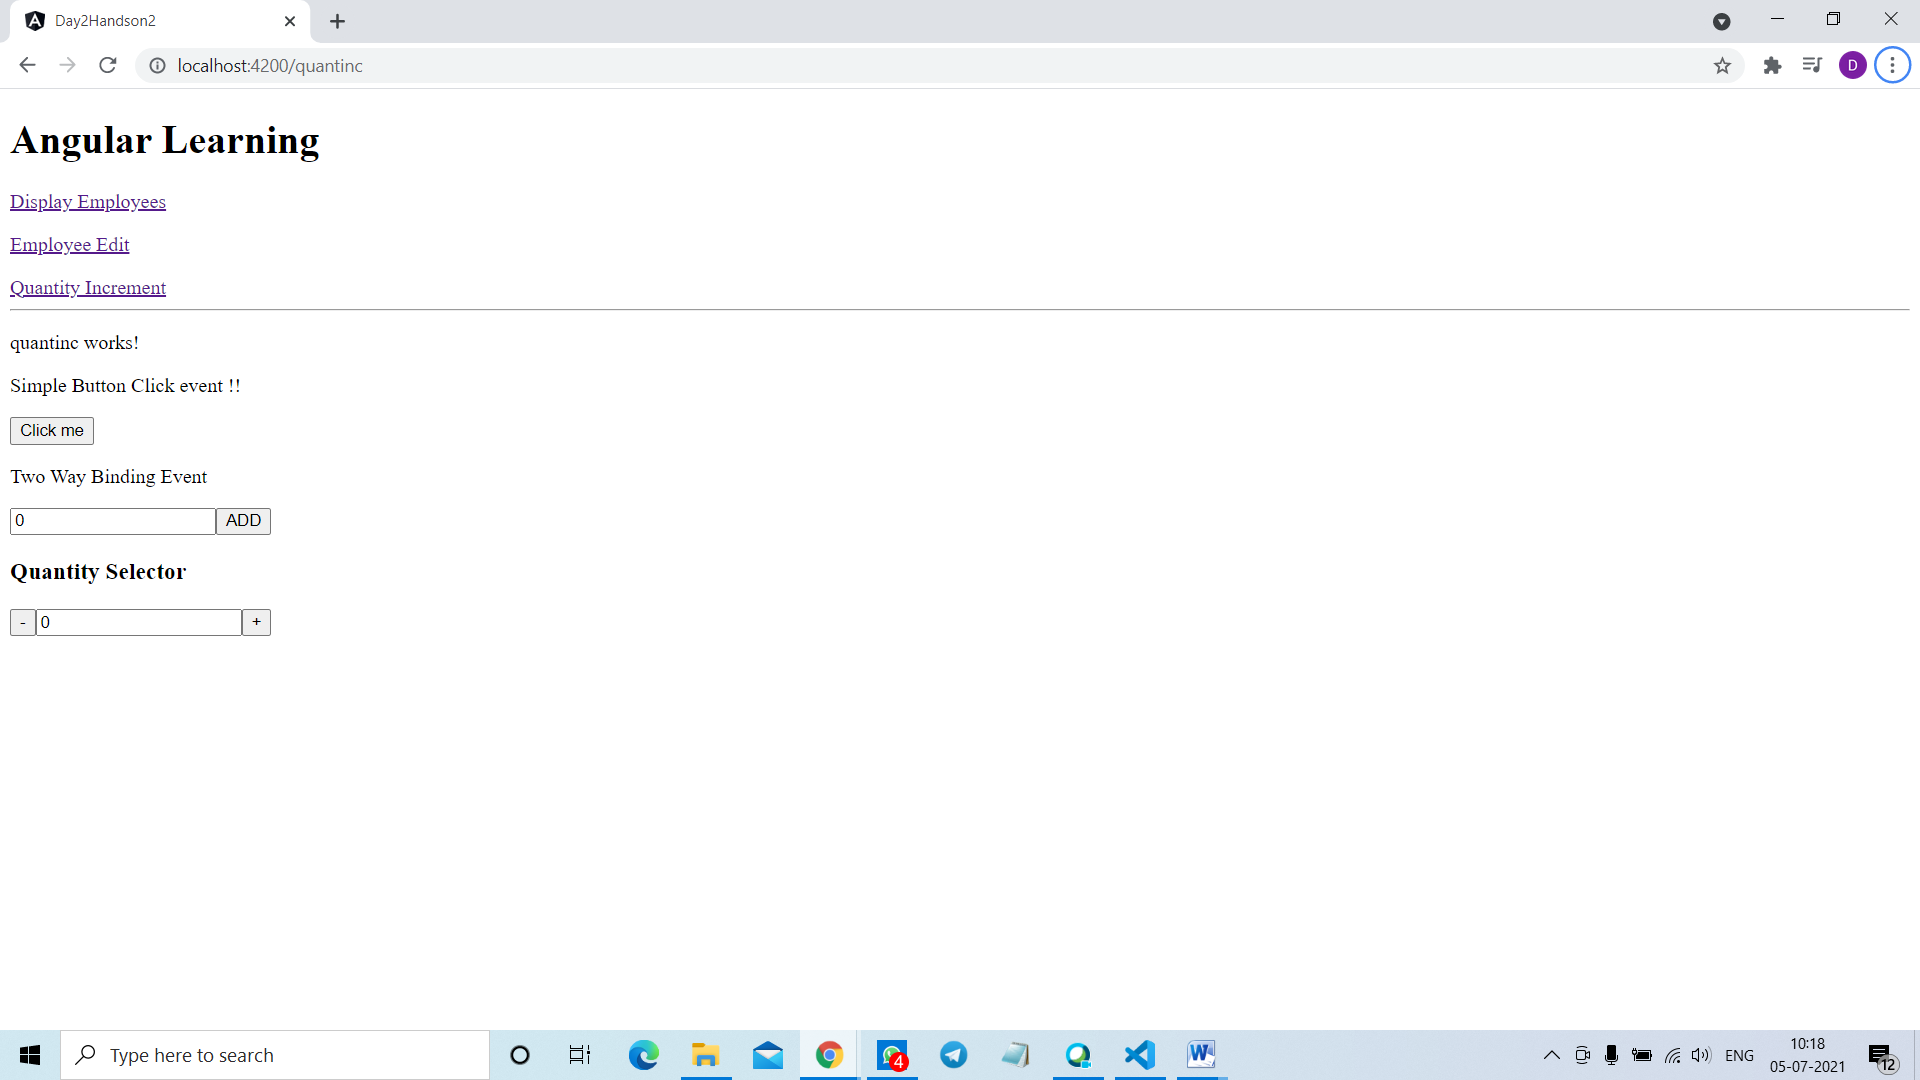 Day2Handson2
localhost:4200/quantinc
D
Angular Learning
Display Employees
Employee Edit
Quantity Increment
quantinc works!
Simple Button Click event !!
Click me
Two Way Binding Event
0 ADD
Quantity Selector
- 0 +
Type here to search
4
W
ENG
10:18
05-07-2021
12